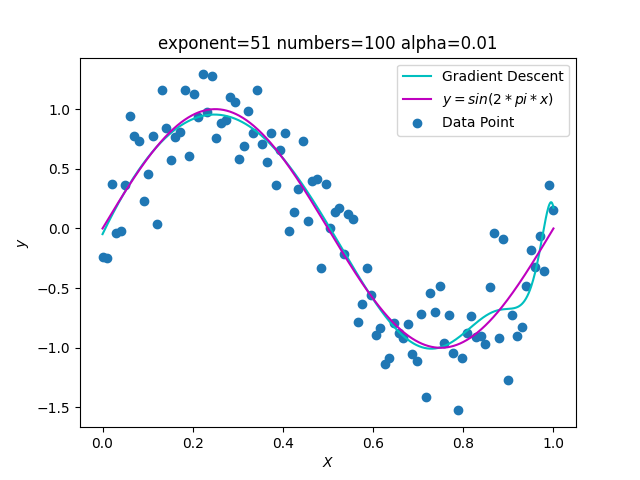 exponent=51 numbers=100 alpha=0.01
Gradient Descent
y = sin(2 * pi * x)
Data Point
1.0
0.5
0.0
−0.5
−1.0
−1.5
y
0.0 0.2 0.4 0.6 0.8 1.0
X